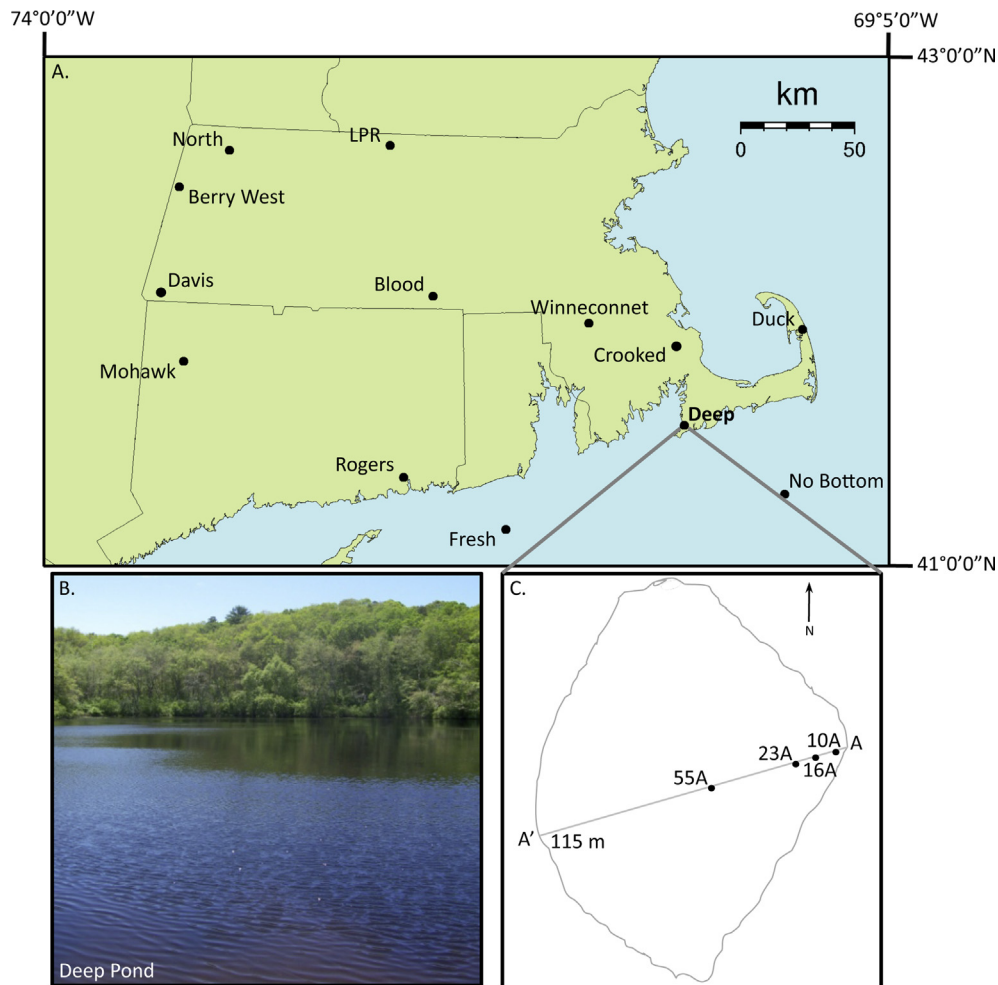 74°0'0"W
69°5'0"W
43°0'0"N
A.
km
0 50
North
LPR
Berry West
Davis
Blood
Winneconnet
Duck
Crooked
Mohawk
Deep
Rogers
No Bottom
Fresh
41°0'0"N
B.
Deep Pond
C.
N
10A
A
23A
16A
55A
A'
115 m